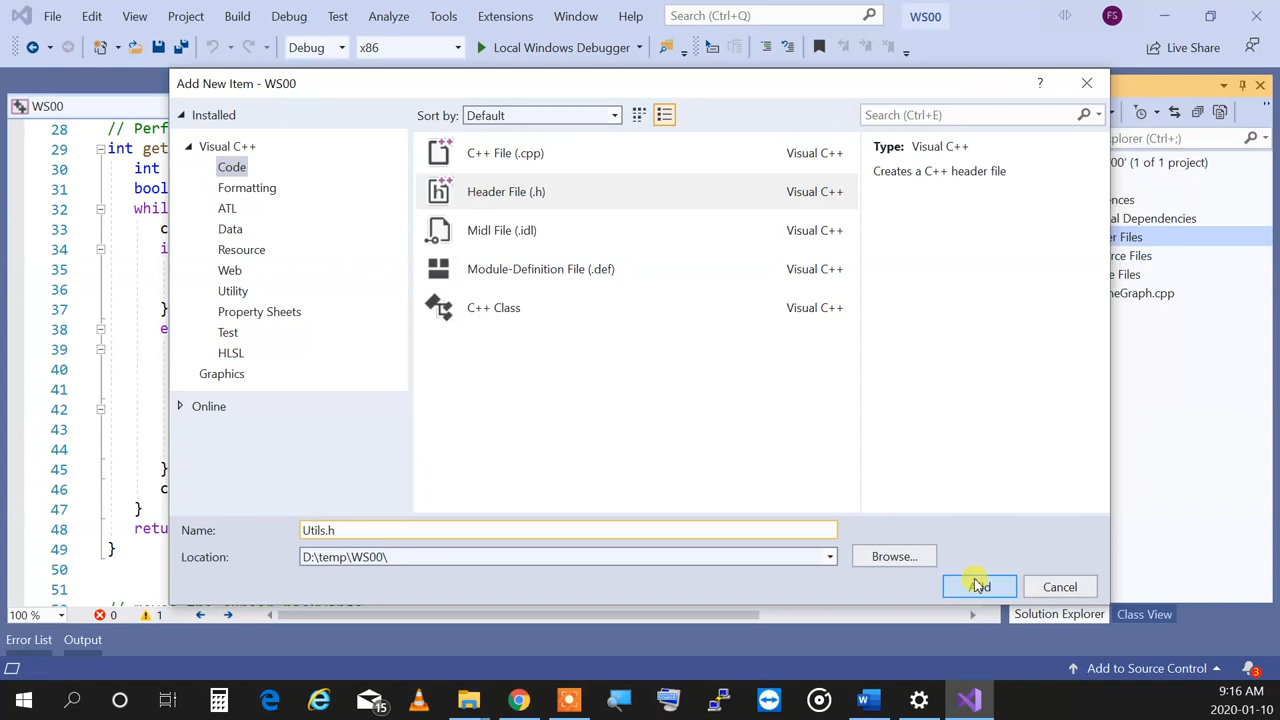 File Edit View Project Build Debug Test Analyze Tools Extensions Window Help Search (Ctrl+Q) WS00 FS
Debug x86 Local Windows Debugger Live Share
Add New Item - WS00 ?
WS00
Installed Sort by: Default Search (Ctrl+E)
Visual C++
Code
Formatting
ATL
Data
Resource
Web
Utility
Property Sheets
Test
HLSL
Graphics
Online
C++ File (.cpp) Visual C++
Header File (.h) Visual C++
Midl File (.idl) Visual C++
Module-Definition File (.def) Visual C++
C++ Class Visual C++
Type: Visual C++
Creates a C++ header file
Name: Utils.h
Location: D:\temp\WS00\ Browse...
Cancel
28 // Perf
29 int get
30 int
31 bool
32 whil
33 c
34 i
35
36
37 }
38 e
39
40
41
42
43
44
45 }
46 c
47 }
48 retu
49 }
50
51
explorer (Ctrl+;)
00' (1 of 1 project)
ences
al Dependencies
er Files
rce Files
e Files
eGraph.cpp
100 % 0 1 Solution Explorer Class View
Error List Output
Add to Source Control 3
15
9:16 AM
2020-01-10